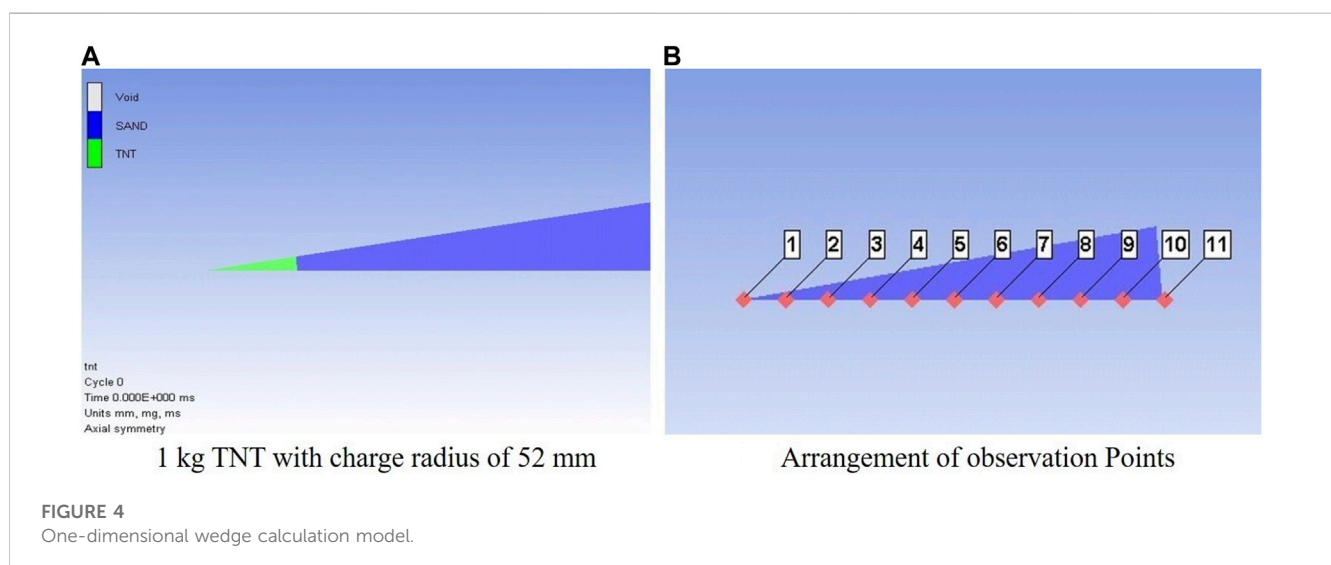 A
Void
SAND
TNT
tnt
Cycle 0
Time 0.000E+000 ms
Units mm, mg, ms
Axial symmetry
1 kg TNT with charge radius of 52 mm
B
1 2 3 4 5 6 7 8 9 10 11
Arrangement of observation Points
FIGURE 4
One-dimensional wedge calculation model.